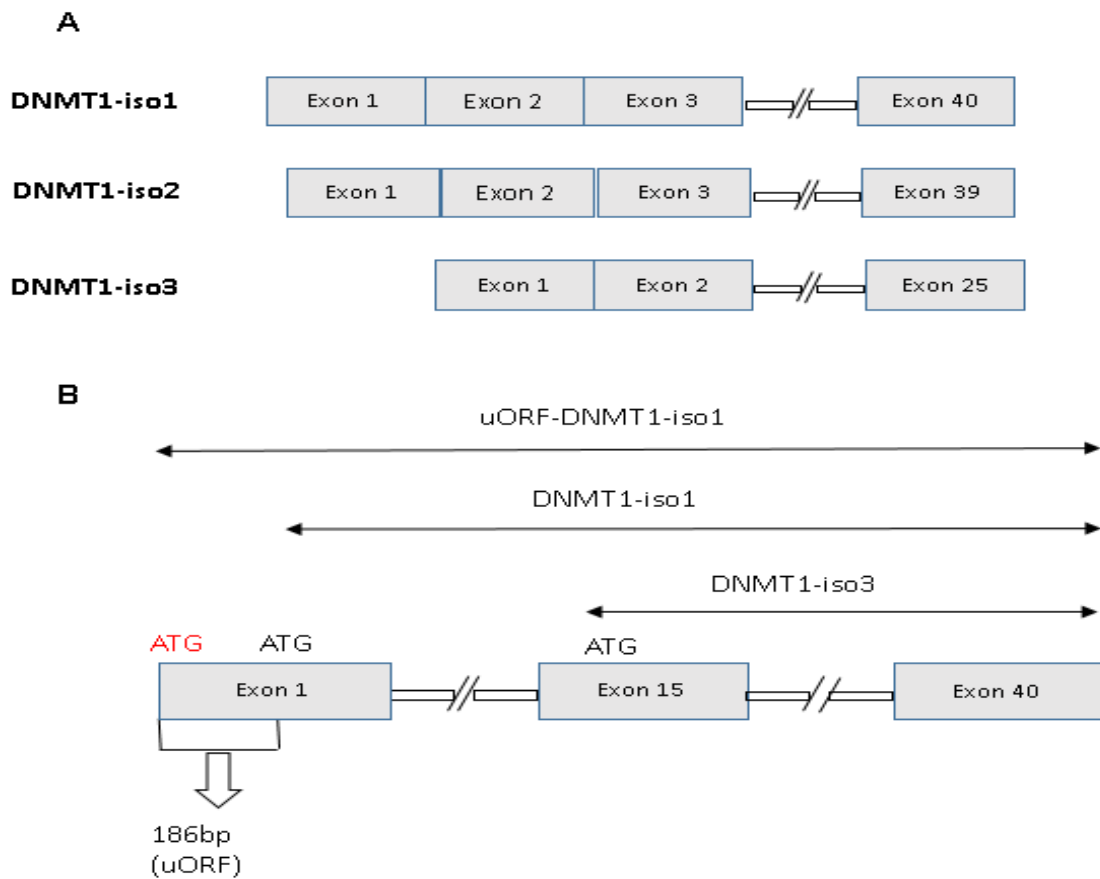 A
DNMT1-iso1 Exon 1 Exon 2 Exon 3 Exon 40
DNMT1-iso2 Exon 1 Exon 2 Exon 3 Exon 39
DNMT1-iso3 Exon 1 Exon 2 Exon 25
B
uORF-DNMT1-iso1
DNMT1-iso1
DNMT1-iso3
ATG ATG ATG
Exon 1 Exon 15 Exon 40
186bp
(uORF)